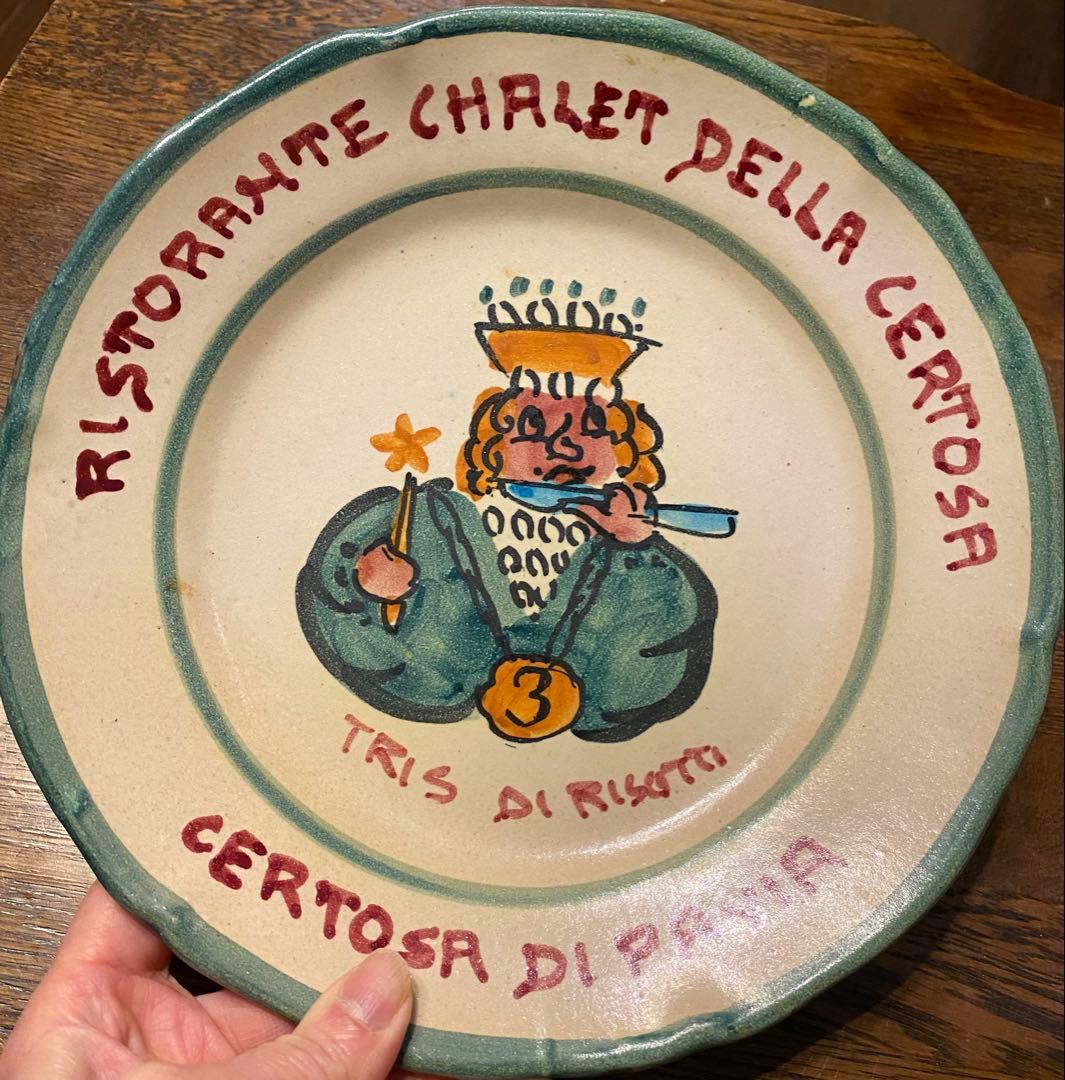 RISTORANTE CHALET DELLA CERTOSA
3
TRIS DI RISOTTI
CERTOSA DI PAVIA